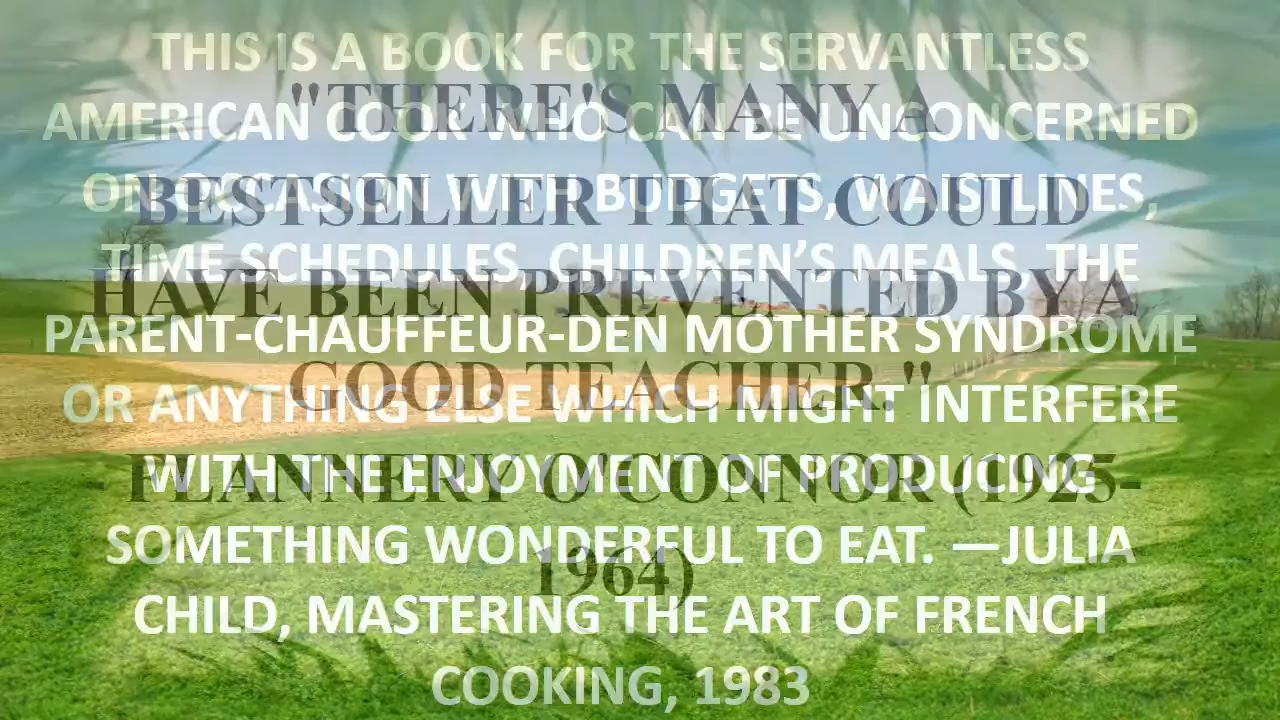 THIS IS A BOOK FOR THE SERVANTLESS
AMERICAN COOK WHO CAN BE UNCONCERNED
ON OCCASION WITH BUDGETS, WAISTLINES,
TIME SCHEDULES, CHILDREN’S MEALS, THE
PARENT-CHAUFFEUR-DEN MOTHER SYNDROME
OR ANYTHING ELSE WHICH MIGHT INTERFERE
WITH THE ENJOYMENT OF PRODUCING
SOMETHING WONDERFUL TO EAT. —JULIA
CHILD, MASTERING THE ART OF FRENCH
COOKING, 1983
"THERE'S MANY A
BESTSELLER THAT COULD
HAVE BEEN PREVENTED BY A
GOOD TEACHER."
FLANNERY O'CONNOR (1925-
1964)